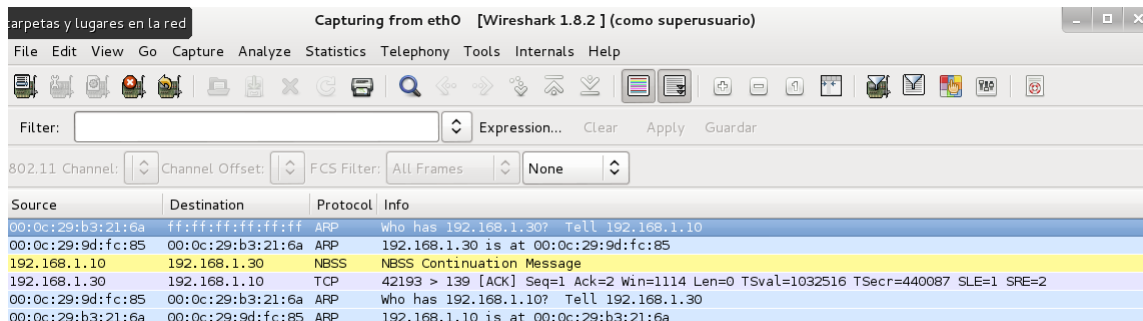 arpetas y lugares en la red
Capturing from eth0 [Wireshark 1.8.2 ] (como superusuario)
File Edit View Go Capture Analyze Statistics Telephony Tools Internals Help
Filter: Expression... Clear Apply Guardar
802.11 Channel: Channel Offset: FCS Filter: All Frames None
Source Destination Protocol Info
00:0c:29:b3:21:6a ff:ff:ff:ff:ff:ff ARP Who has 192.168.1.30? Tell 192.168.1.10
00:0c:29:9d:fc:85 00:0c:29:b3:21:6a ARP 192.168.1.30 is at 00:0c:29:9d:fc:85
192.168.1.10 192.168.1.30 NBSS NBSS Continuation Message
192.168.1.30 192.168.1.10 TCP 42193 > 139 [ACK] Seq=1 Ack=2 Win=1114 Len=0 TSval=1032516 TSecr=440087 SLE=1 SRE=2
00:0c:29:9d:fc:85 00:0c:29:b3:21:6a ARP Who has 192.168.1.10? Tell 192.168.1.30
00:0c:29:b3:21:6a 00:0c:29:9d:fc:85 ARP 192.168.1.10 is at 00:0c:29:b3:21:6a